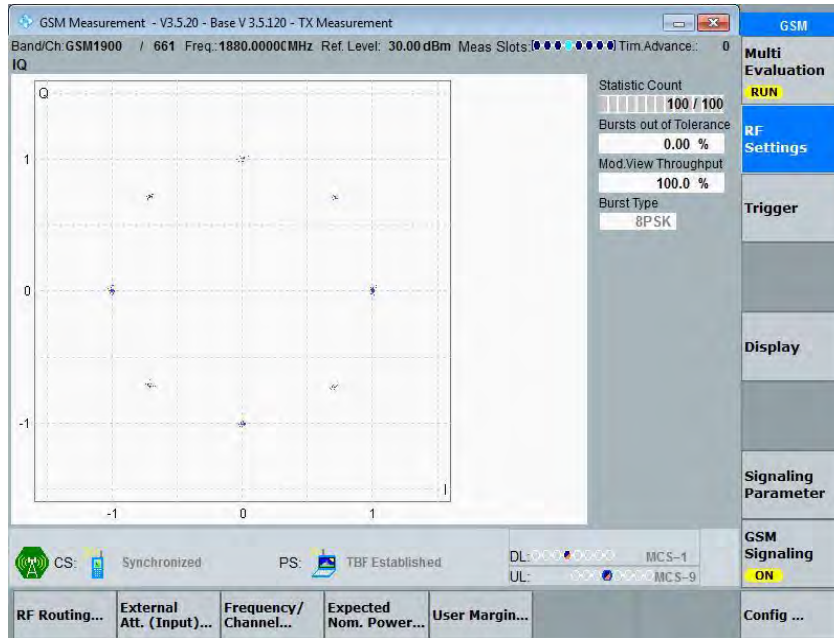 GSM Measurement - V3.5.20 - Base V 3.5.120 - TX Measurement
Band/Ch: GSM1900 / 661 Freq.: 1880.0000 MHz Ref. Level: 30.00 dBm Meas Slots: Tim.Advance.: 0
IQ
Q
1
0
-1
-1 0 1
I
Statistic Count
100 / 100
Bursts out of Tolerance
0.00 %
Mod.View Throughput
100.0 %
Burst Type
8PSK
CS: Synchronized PS: TBF Established
DL: MCS-1
UL: MCS-9
RF Routing...
External Att. (Input)...
Frequency/ Channel...
Expected Nom. Power...
User Margin...
GSM
Multi
Evaluation
RUN
RF
Settings
Trigger
Display
Signaling
Parameter
GSM
Signaling
ON
Config ...